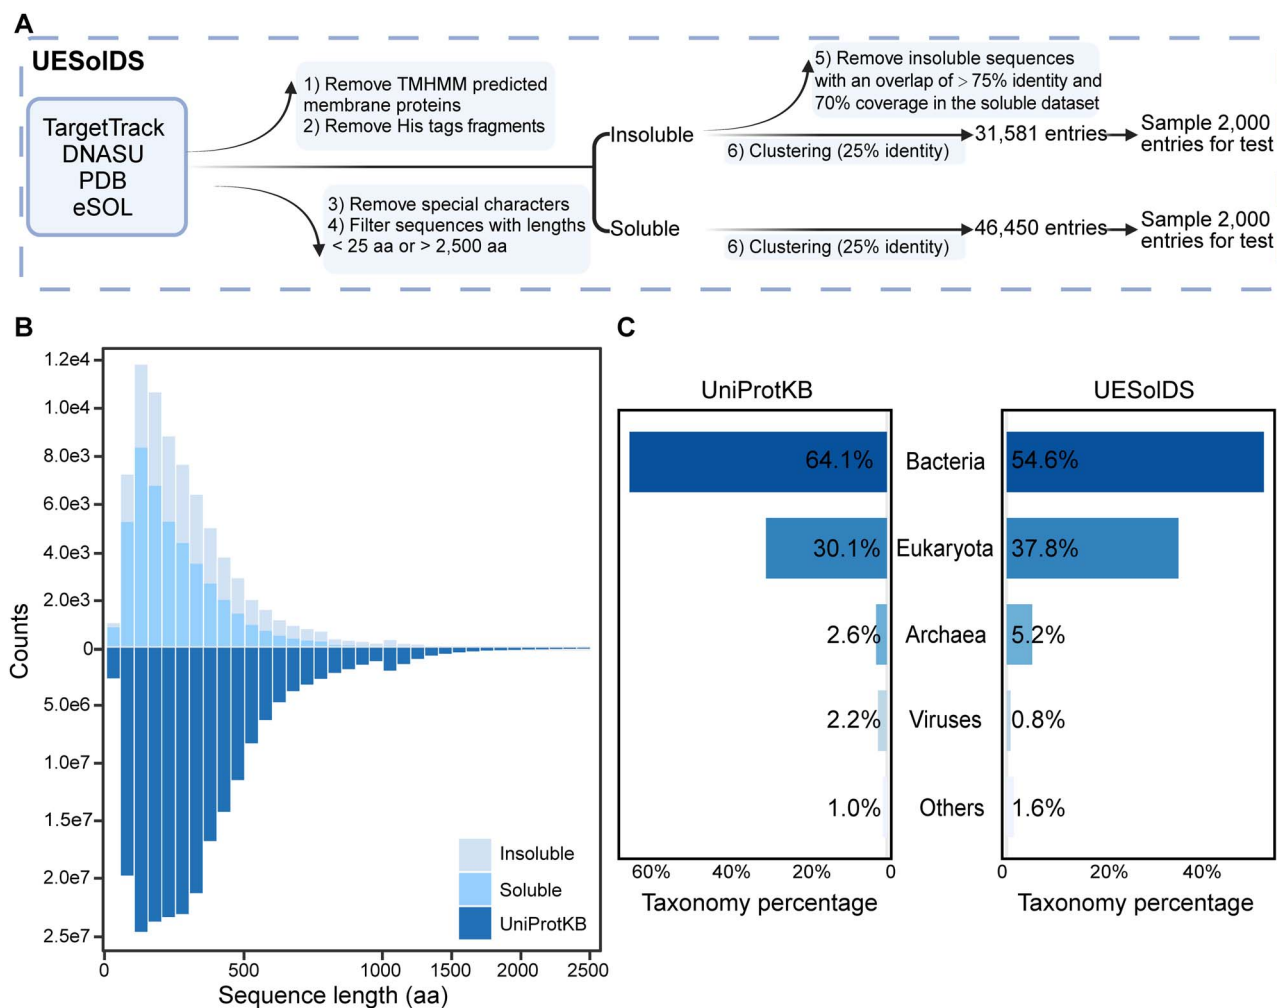 A
UESolDS
TargetTrack
DNASU
PDB
eSOL
1) Remove TMHMM predicted
membrane proteins
2) Remove His tags fragments
3) Remove special characters
4) Filter sequences with lengths
< 25 aa or > 2,500 aa
Insoluble
Soluble
5) Remove insoluble sequences
with an overlap of > 75% identity and
70% coverage in the soluble dataset
6) Clustering (25% identity)
31,581 entries
Sample 2,000
entries for test
6) Clustering (25% identity)
46,450 entries
Sample 2,000
entries for test
B
Counts
1.2e4
1.0e4
8.0e3
6.0e3
4.0e3
2.0e3
0
5.0e6
1.0e7
1.5e7
2.0e7
2.5e7
Insoluble
Soluble
UniProtKB
0 500 1000 1500 2000 2500
Sequence length (aa)
C
UniProtKB UESolDS
64.1% Bacteria 54.6%
30.1% Eukaryota 37.8%
2.6% Archaea 5.2%
2.2% Viruses 0.8%
1.0% Others 1.6%
60% 40% 20% 0 0 20% 40%
Taxonomy percentage Taxonomy percentage